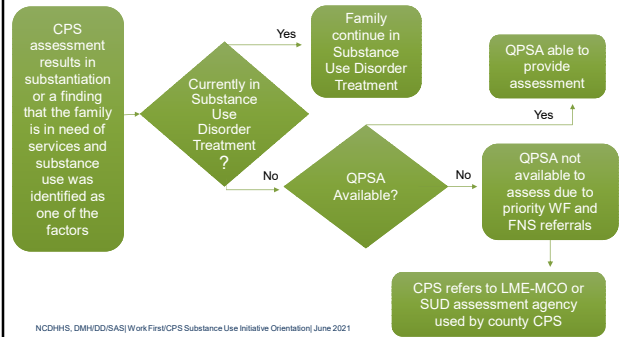 CPS
assessment
results in
substantiation
or a finding
that the family
is in need of
services and
substance
use was
identified as
one of the
factors
Currently in
Substance
Use
Disorder
Treatment
?
Yes
Family
continue in
Substance
Use Disorder
Treatment
No
QPSA
Available?
Yes
QPSA able to
provide
assessment
No
QPSA not
available to
assess due to
priority WF and
FNS referrals
CPS refers to LME-MCO or
SUD assessment agency
used by county CPS
NCDHHS, DMH/DD/SAS| Work First/CPS Substance Use Initiative Orientation| June 2021